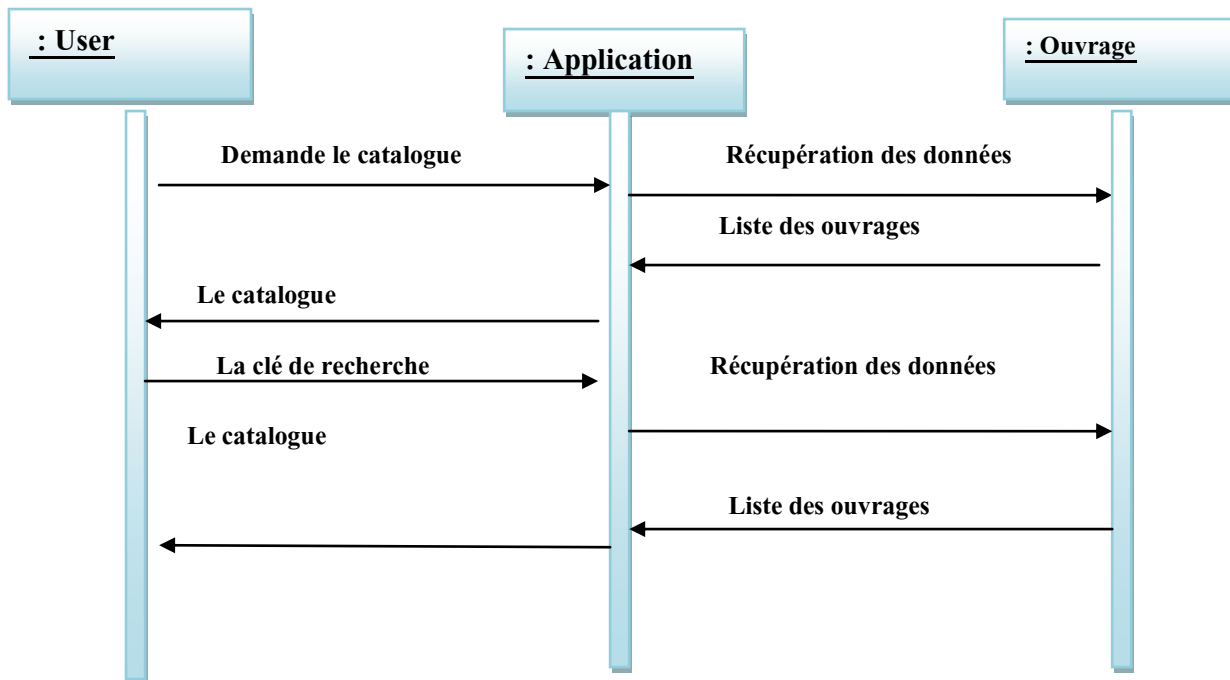 : User
: Application
: Ouvrage
Demande le catalogue
Récupération des données
Liste des ouvrages
Le catalogue
La clé de recherche
Récupération des données
Le catalogue
Liste des ouvrages